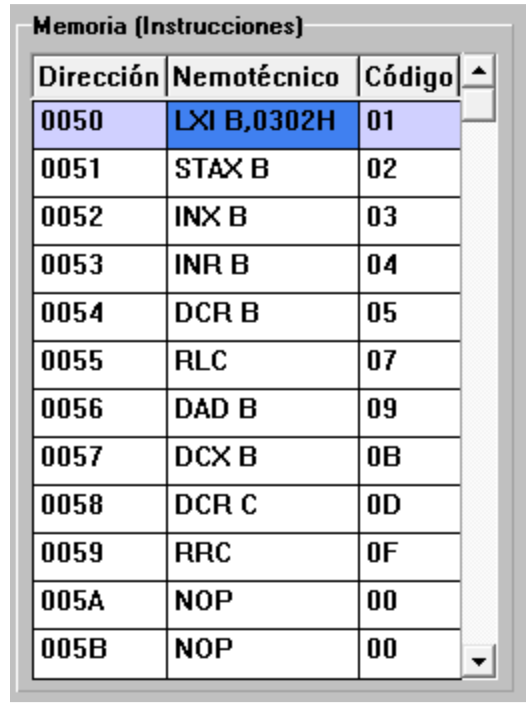 Memoria (Instrucciones)
Dirección Nemotécnico Código
0050 LXI B,0302H 01
0051 STAX B 02
0052 INX B 03
0053 INR B 04
0054 DCR B 05
0055 RLC 07
0056 DAD B 09
0057 DCX B 0B
0058 DCR C 0D
0059 RRC 0F
005A NOP 00
005B NOP 00